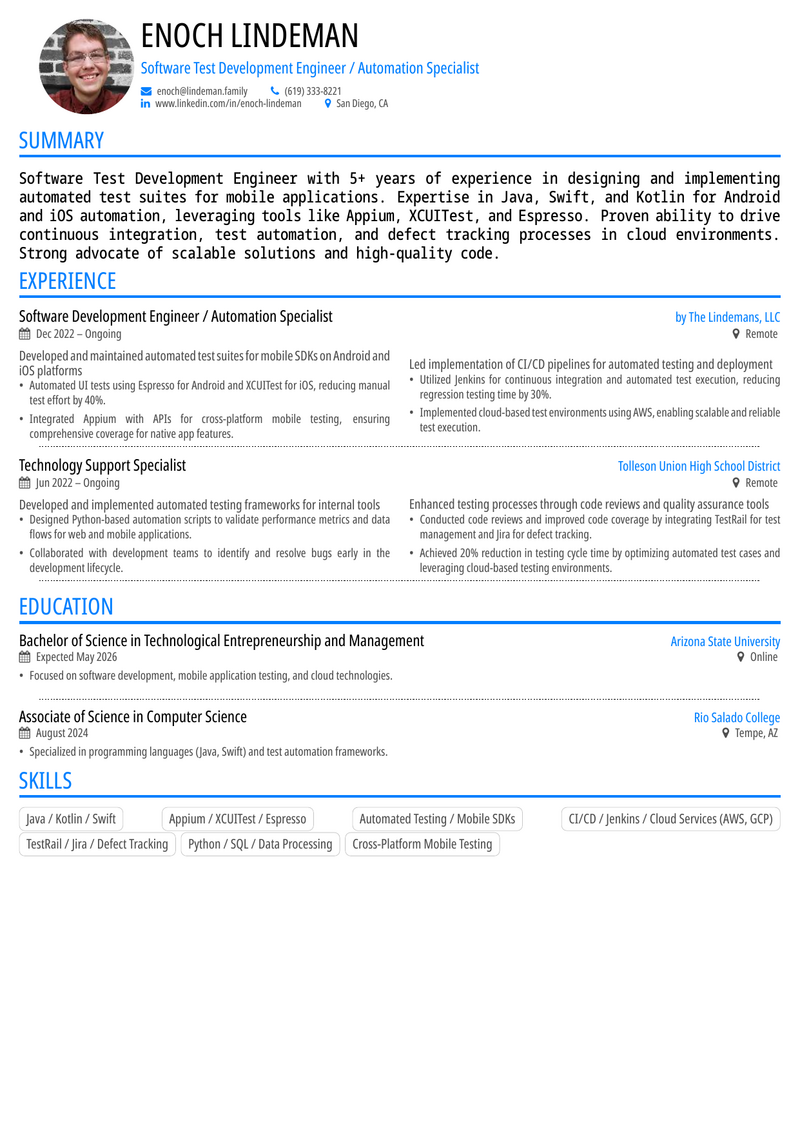 ENOCH LINDEMAN
Software Test Development Engineer / Automation Specialist
enoch@lindeman.family (619) 333-8221
www.linkedin.com/in/enoch-lindeman San Diego, CA
SUMMARY
Software Test Development Engineer with 5+ years of experience in designing and implementing
automated test suites for mobile applications. Expertise in Java, Swift, and Kotlin for Android
and iOS automation, leveraging tools like Appium, XCUITest, and Espresso. Proven ability to drive
continuous integration, test automation, and defect tracking processes in cloud environments.
Strong advocate of scalable solutions and high-quality code.
EXPERIENCE
Software Development Engineer / Automation Specialist by The Lindemans, LLC
Dec 2022 – Ongoing Remote
Developed and maintained automated test suites for mobile SDKs on Android and
iOS platforms
• Automated UI tests using Espresso for Android and XCUITest for iOS, reducing manual
test effort by 40%.
• Integrated Appium with APIs for cross-platform mobile testing, ensuring
comprehensive coverage for native app features.
Led implementation of CI/CD pipelines for automated testing and deployment
• Utilized Jenkins for continuous integration and automated test execution, reducing
regression testing time by 30%.
• Implemented cloud-based test environments using AWS, enabling scalable and reliable
test execution.
Technology Support Specialist Tolleson Union High School District
Jun 2022 – Ongoing Remote
Developed and implemented automated testing frameworks for internal tools
• Designed Python-based automation scripts to validate performance metrics and data
flows for web and mobile applications.
• Collaborated with development teams to identify and resolve bugs early in the
development lifecycle.
Enhanced testing processes through code reviews and quality assurance tools
• Conducted code reviews and improved code coverage by integrating TestRail for test
management and Jira for defect tracking.
• Achieved 20% reduction in testing cycle time by optimizing automated test cases and
leveraging cloud-based testing environments.
EDUCATION
Bachelor of Science in Technological Entrepreneurship and Management Arizona State University
Expected May 2026 Online
• Focused on software development, mobile application testing, and cloud technologies.
Associate of Science in Computer Science Rio Salado College
August 2024 Tempe, AZ
• Specialized in programming languages (Java, Swift) and test automation frameworks.
SKILLS
Java / Kotlin / Swift Appium / XCUITest / Espresso Automated Testing / Mobile SDKs CI/CD / Jenkins / Cloud Services (AWS, GCP)
TestRail / Jira / Defect Tracking Python / SQL / Data Processing Cross-Platform Mobile Testing